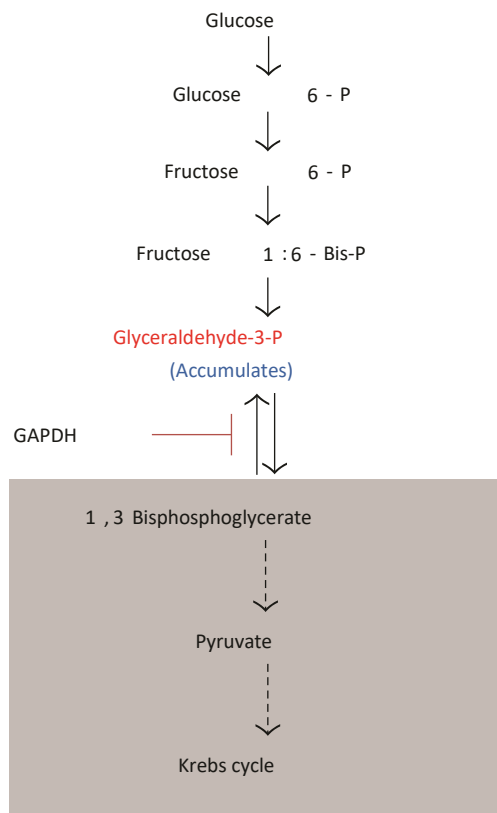 Glucose
Glucose 6 - P
Fructose 6 - P
Fructose 1 : 6 - Bis-P
Glyceraldehyde-3-P
(Accumulates)
GAPDH
1 , 3 Bisphosphoglycerate
Pyruvate
Krebs cycle